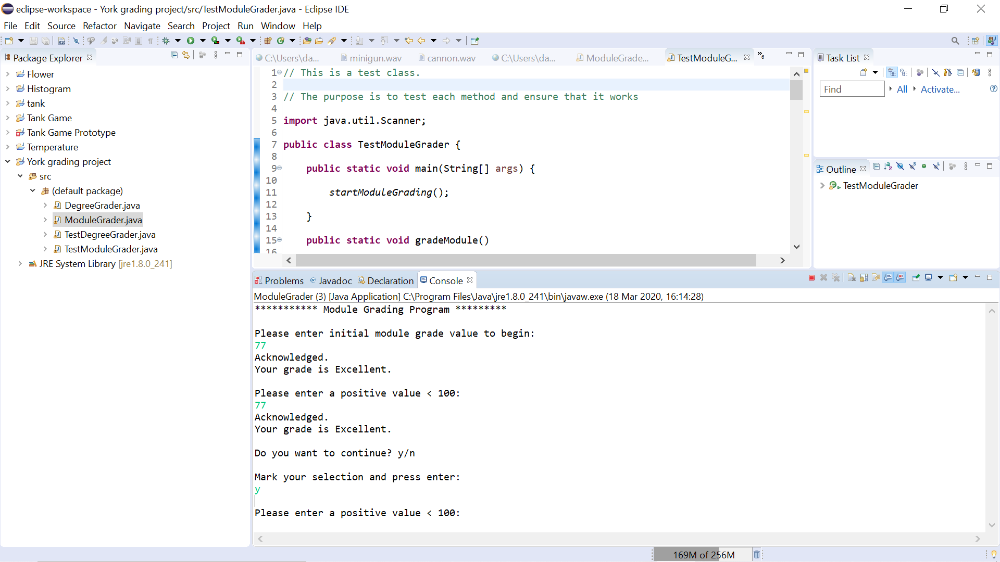 eclipse-workspace - York grading project/src/TestModuleGrader.java - Eclipse IDE
File Edit Source Refactor Navigate Search Project Run Window Help
Package Explorer
Flower
Histogram
tank
Tank Game
Tank Game Prototype
Temperature
York grading project
src
(default package)
DegreeGrader.java
ModuleGrader.java
TestDegreeGrader.java
TestModuleGrader.java
JRE System Library [jre1.8.0_241]
C:\Users\da... minigun.wav cannon.wav C:\Users\da... ModuleGrade... TestModuleG... »6
1 // This is a test class.
2
3 // The purpose is to test each method and ensure that it works
4
5 import java.util.Scanner;
6
7 public class TestModuleGrader {
8
9 public static void main(String[] args) {
10
11 startModuleGrading();
12
13 }
14
15 public static void gradeModule()
16
Task List
Find All Activate...
Outline
TestModuleGrader
Problems @ Javadoc Declaration Console
ModuleGrader (3) [Java Application] C:\Program Files\Java\jre1.8.0_241\bin\javaw.exe (18 Mar 2020, 16:14:28)
*********** Module Grading Program *********
Please enter initial module grade value to begin:
77
Acknowledged.
Your grade is Excellent.
Please enter a positive value < 100:
77
Acknowledged.
Your grade is Excellent.
Do you want to continue? y/n
Mark your selection and press enter:
y
Please enter a positive value < 100:
169M of 256M